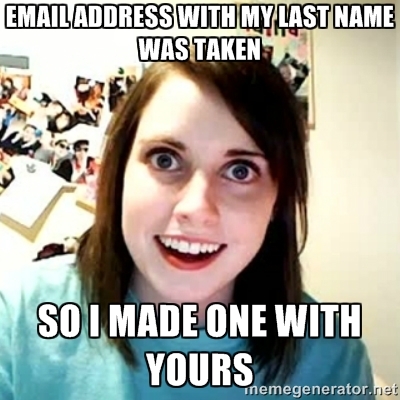 EMAIL ADDRESS WITH MY LAST NAME
WAS TAKEN
SO I MADE ONE WITH
YOURS
memegenerator.net